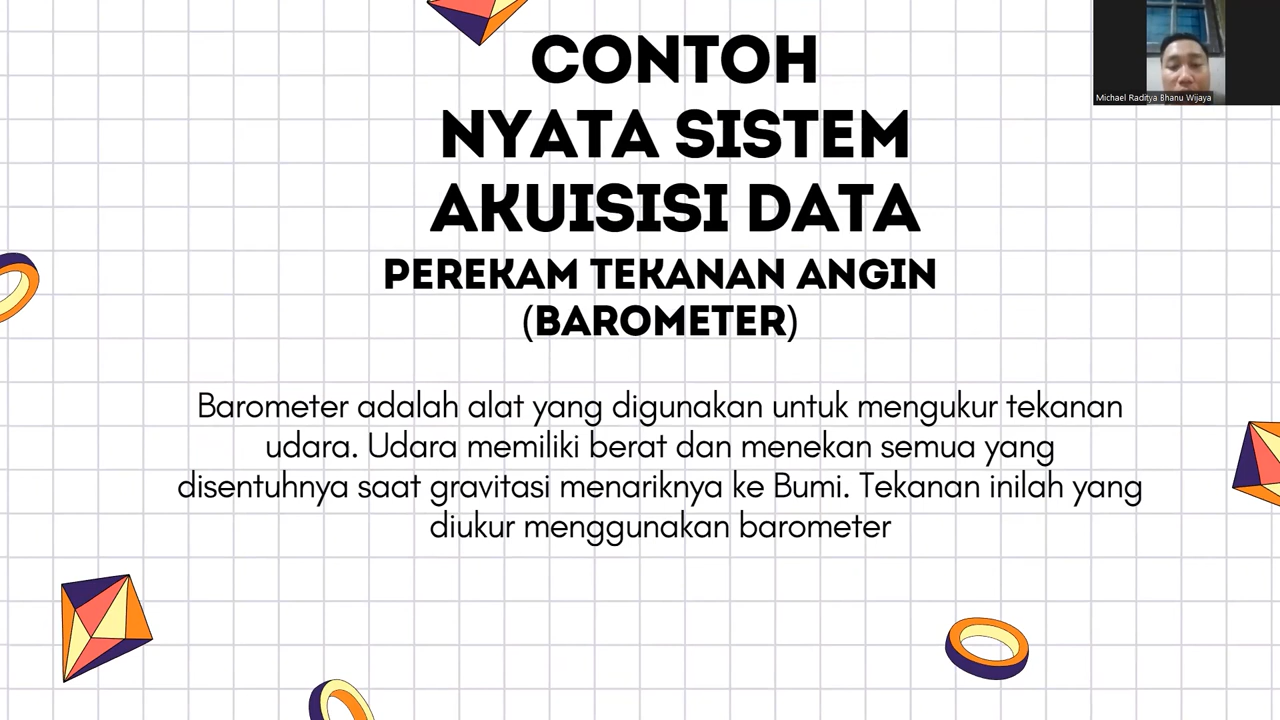 CONTOH
NYATA SISTEM
AKUISISI DATA
PEREKAM TEKANAN ANGIN
(BAROMETER)
Barometer adalah alat yang digunakan untuk mengukur tekanan
udara. Udara memiliki berat dan menekan semua yang
disentuhnya saat gravitasi menariknya ke Bumi. Tekanan inilah yang
diukur menggunakan barometer
Michael Raditya Bhanu Wijaya